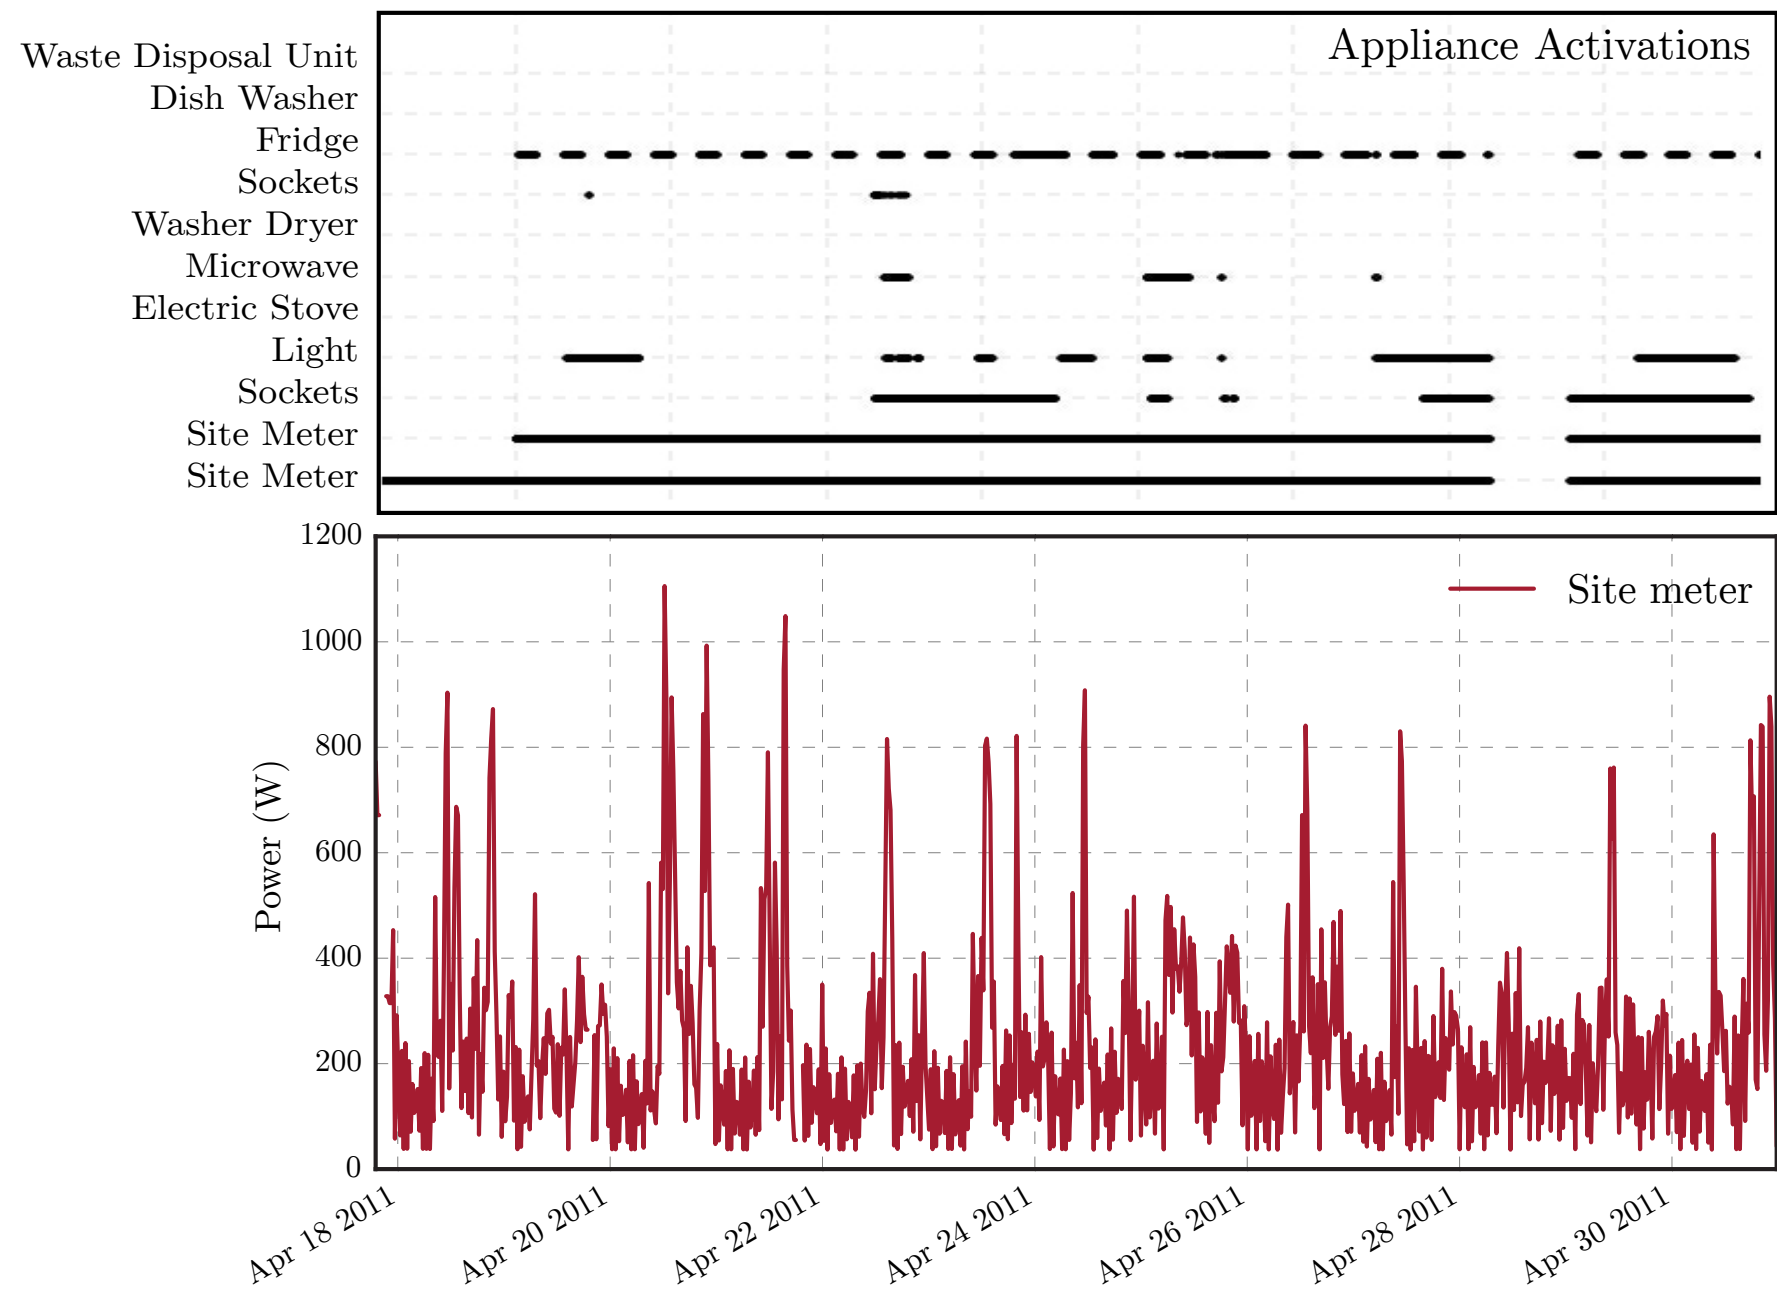 Appliance Activations
Waste Disposal Unit
Dish Washer
Fridge
Sockets
Washer Dryer
Microwave
Electric Stove
Light
Sockets
Site Meter
Site Meter
1200
1000
800
600
400
200
0
Power (W)
Site meter
Apr 18 2011
Apr 20 2011
Apr 22 2011
Apr 24 2011
Apr 26 2011
Apr 28 2011
Apr 30 2011